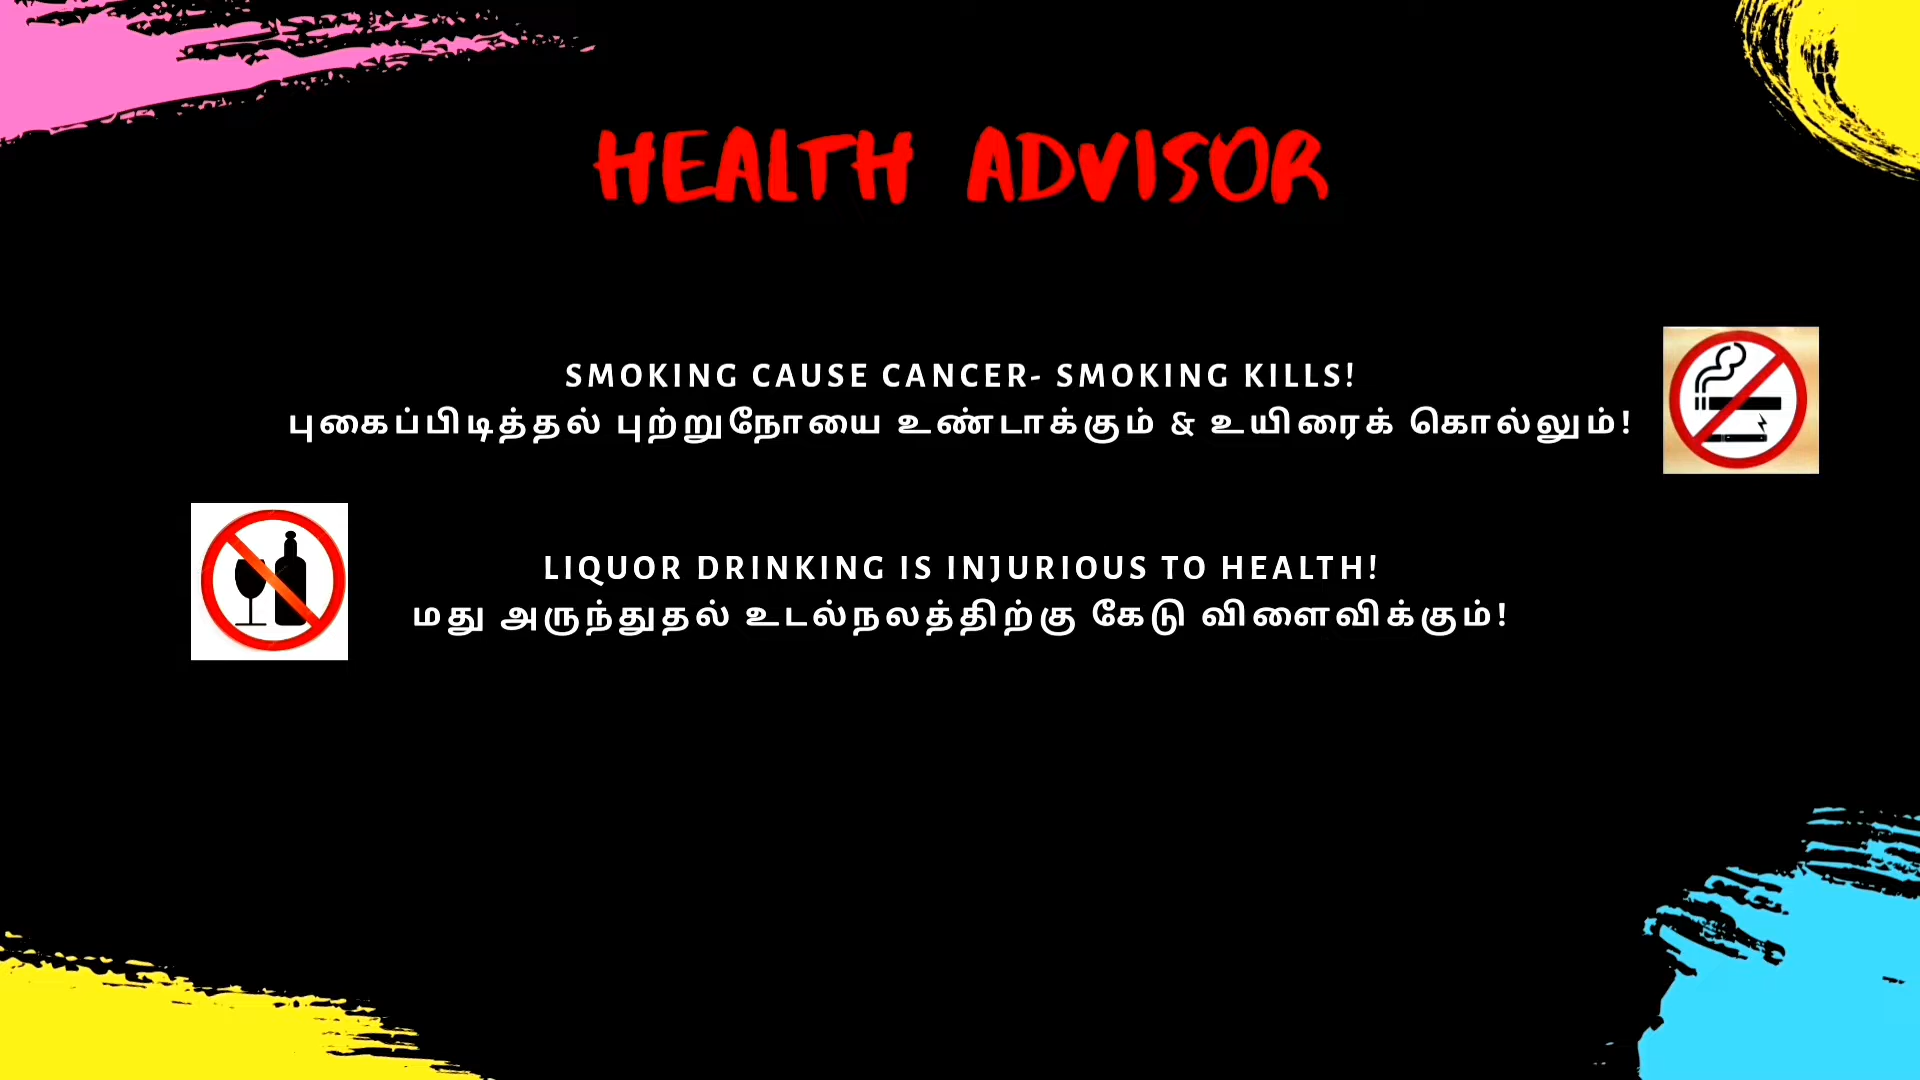 HEALTH ADVISOR
SMOKING CAUSE CANCER- SMOKING KILLS!
புகைப்பிடித்தல் புற்றுநோயை உண்டாக்கும் & உயிரைக் கொல்லும்!
LIQUOR DRINKING IS INJURIOUS TO HEALTH!
மது அருந்துதல் உடல்நலத்திற்கு கேடு விளைவிக்கும்!